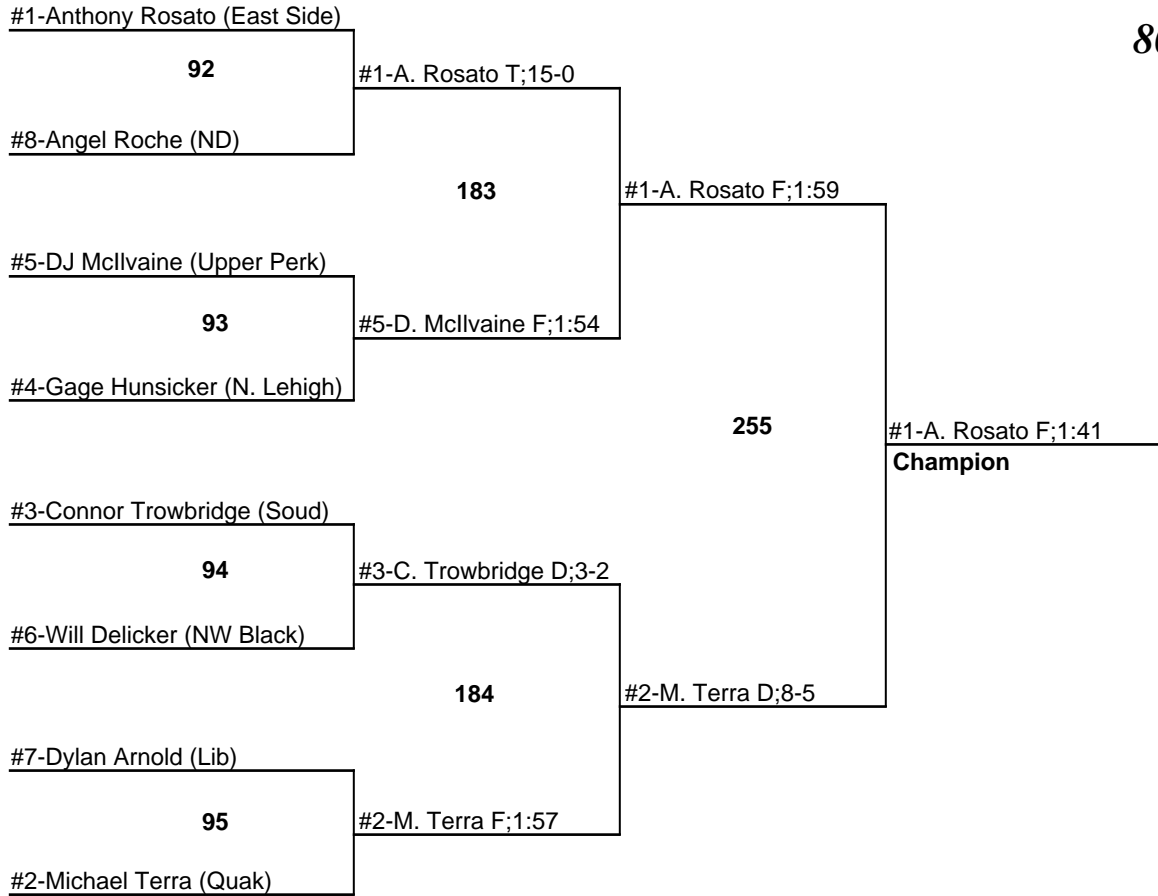 #1-Anthony Rosato (East Side)
92
#1-A. Rosato T;15-0
#8-Angel Roche (ND)
183
#1-A. Rosato F;1:59
#5-DJ McIlvaine (Upper Perk)
93
#5-D. McIlvaine F;1:54
#4-Gage Hunsicker (N. Lehigh)
255
#1-A. Rosato F;1:41
Champion
#3-Connor Trowbridge (Soud)
94
#3-C. Trowbridge D;3-2
#6-Will Delicker (NW Black)
184
#2-M. Terra D;8-5
#7-Dylan Arnold (Lib)
95
#2-M. Terra F;1:57
#2-Michael Terra (Quak)